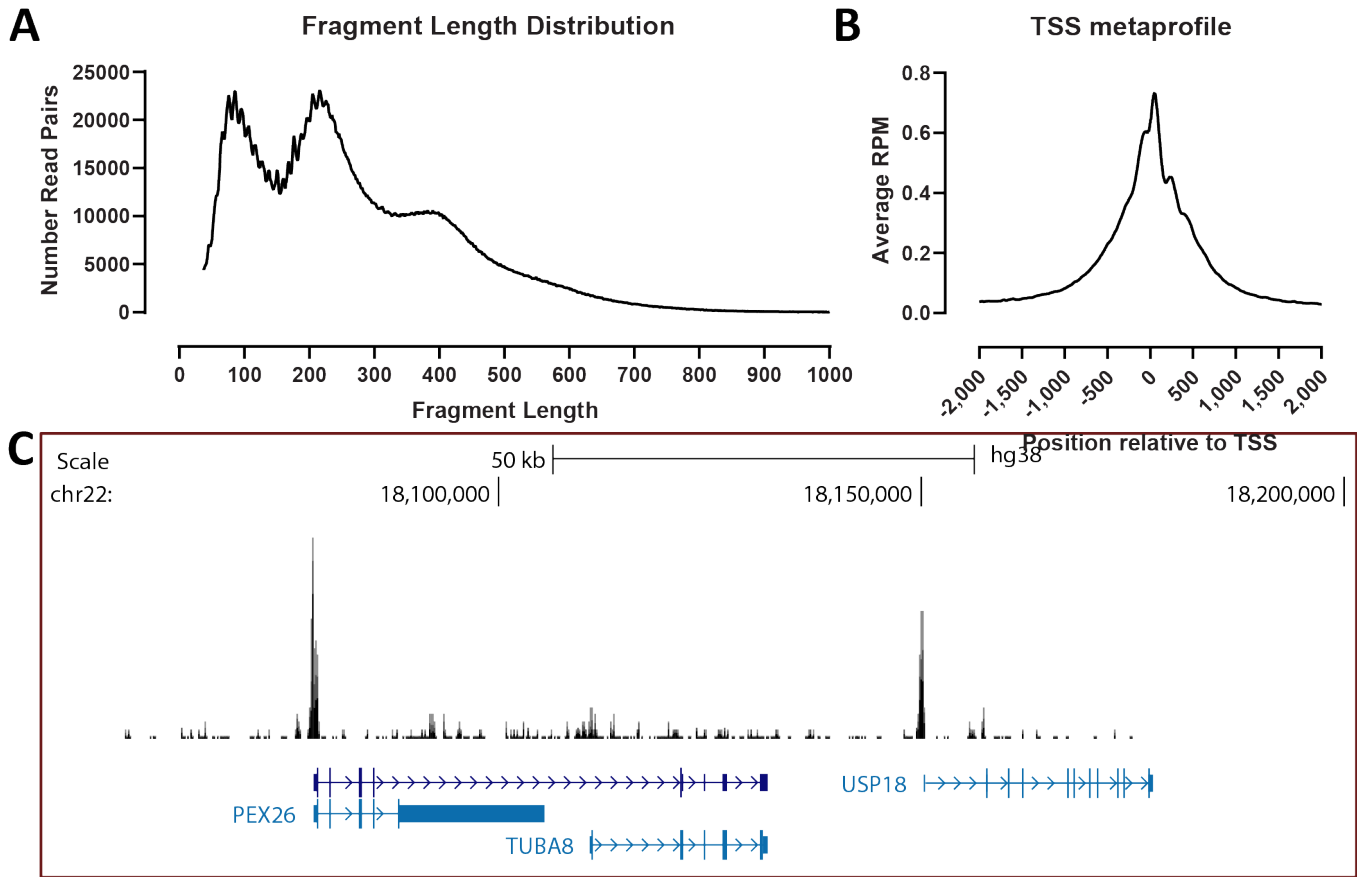 A
Fragment Length Distribution
Number Read Pairs
25000
20000
15000
10000
5000
0
0 100 200 300 400 500 600 700 800 900 1000
Fragment Length
B
TSS metaprofile
Average RPM
0.8
0.6
0.4
0.2
0.0
-2,000 -1,500 -1,000 -500 0 500 1,000 1,500 2,000
Position relative to TSS
C
Scale 50 kb hg38
chr22: 18,100,000 18,150,000 18,200,000
USP18
PEX26
TUBA8